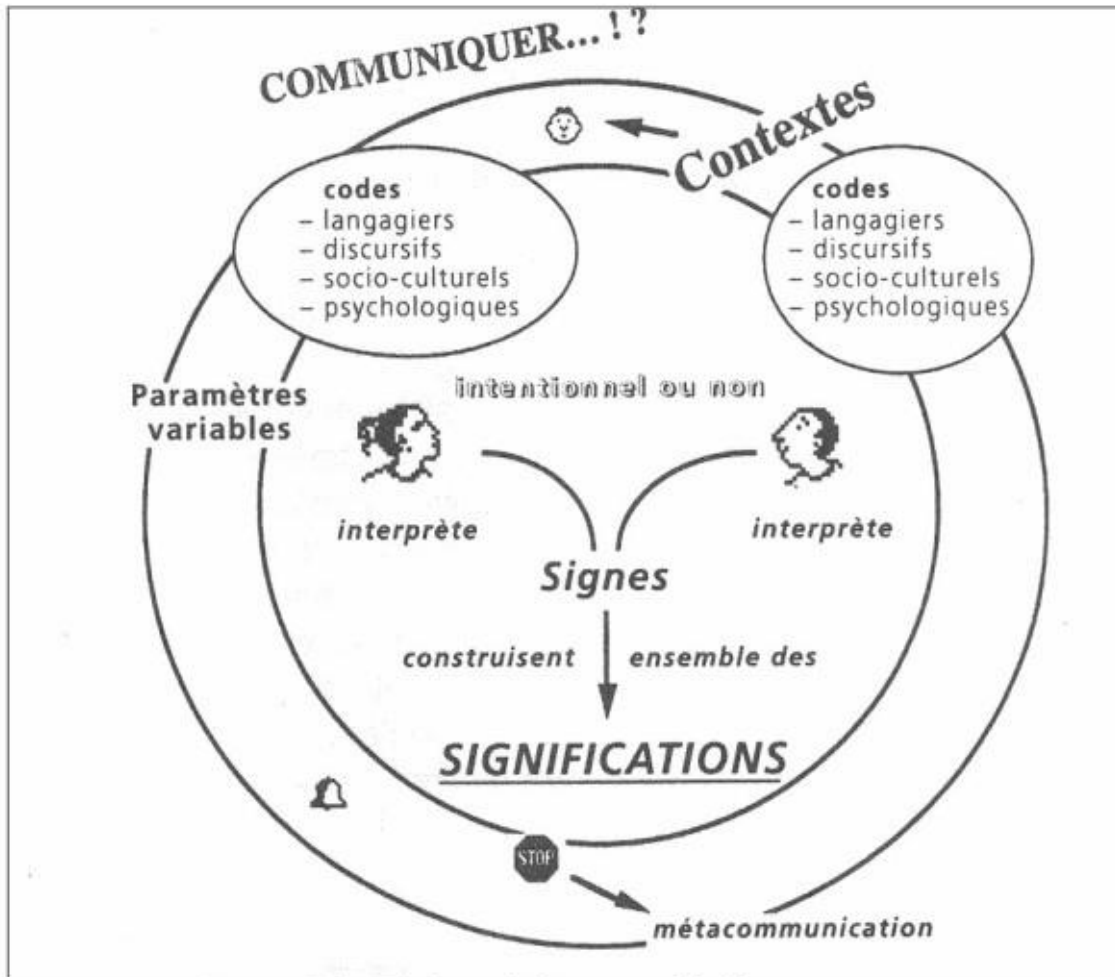 COMMUNIQUER...!?
Contextes
codes
– langagiers
– discursifs
– socio-culturels
– psychologiques
codes
– langagiers
– discursifs
– socio-culturels
– psychologiques
Paramètres
variables
intentionnel ou non
interprète
interprète
Signes
construisent
ensemble des
SIGNIFICATIONS
STOP
métacommunication